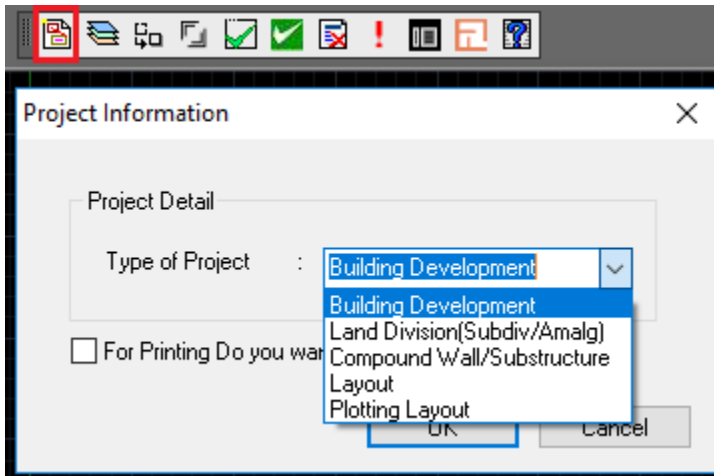 Project Information
Project Detail
Type of Project : Building Development
Building Development
Land Division(Subdiv/Amalg)
Compound Wall/Substructure
Layout
Plotting Layout
For Printing Do you
OK Cancel